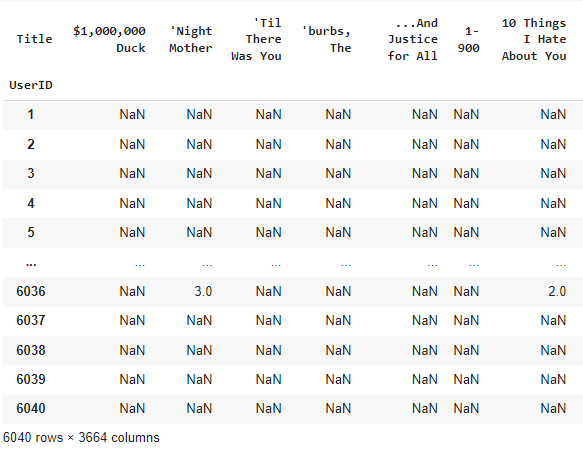 Title $1,000,000 Duck 'Night Mother 'Til There Was You 'burbs, The ...And Justice for All 1-900 10 Things I Hate About You
UserID
1 NaN NaN NaN NaN NaN NaN NaN
2 NaN NaN NaN NaN NaN NaN NaN
3 NaN NaN NaN NaN NaN NaN NaN
4 NaN NaN NaN NaN NaN NaN NaN
5 NaN NaN NaN NaN NaN NaN NaN
... ... ... ... ... ... ... ...
6036 NaN 3.0 NaN NaN NaN NaN 2.0
6037 NaN NaN NaN NaN NaN NaN NaN
6038 NaN NaN NaN NaN NaN NaN NaN
6039 NaN NaN NaN NaN NaN NaN NaN
6040 NaN NaN NaN NaN NaN NaN NaN
6040 rows × 3664 columns